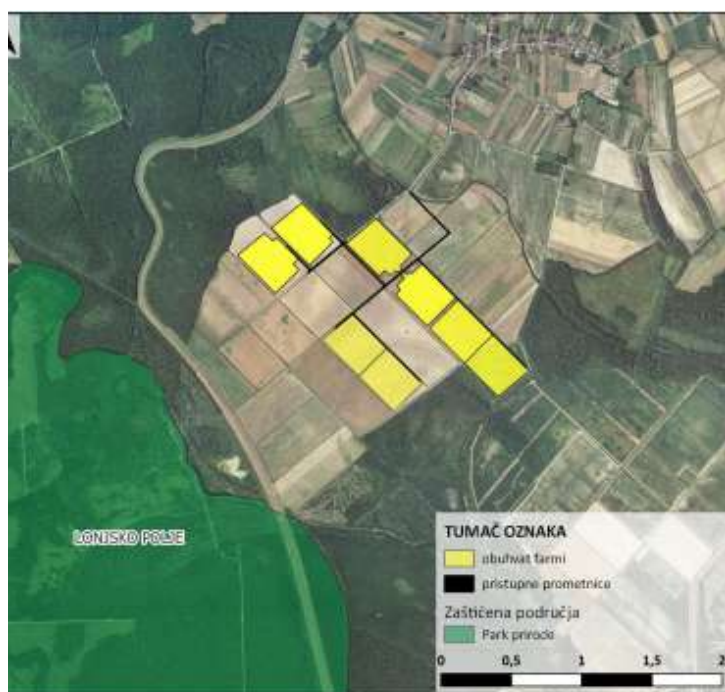 LONJSKO POLJE
TUMAČ OZNAKA
obuhvat farmi
pristupne prometnice
Zaštićena područja
Park prirode
0 0,5 1 1,5 2